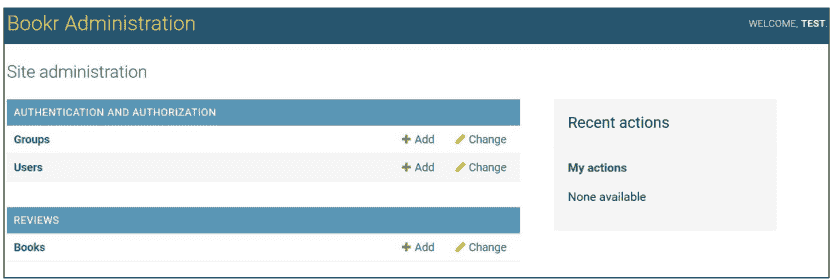 Bookr Administration
WELCOME, TEST.
Site administration
AUTHENTICATION AND AUTHORIZATION
Groups Add Change
Users Add Change
REVIEWS
Books Add Change
Recent actions
My actions
None available